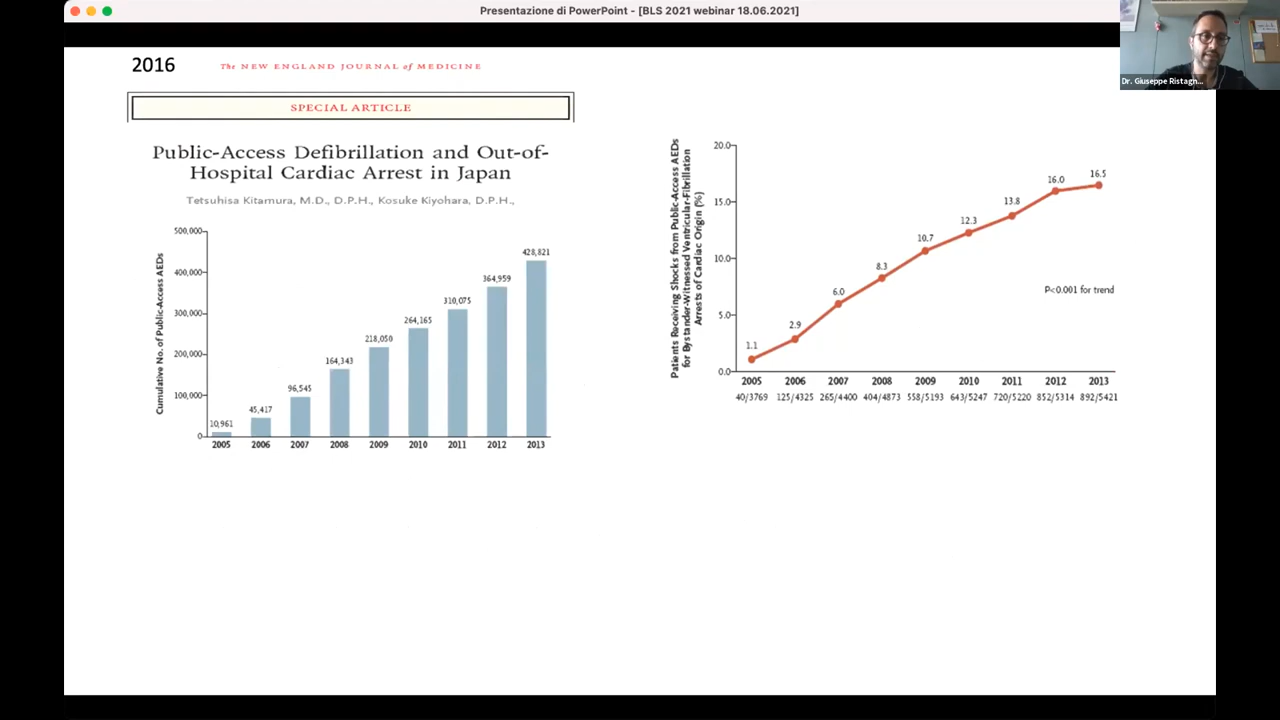 Presentazione di PowerPoint - [BLS 2021 webinar 18.06.2021]
Dr. Giuseppe Ristagn...
2016
The NEW ENGLAND JOURNAL of MEDICINE
SPECIAL ARTICLE
Public-Access Defibrillation and Out-of-
Hospital Cardiac Arrest in Japan
Tetsuhisa Kitamura, M.D., D.P.H., Kosuke Kiyohara, D.P.H.,
Cumulative No. of Public-Access AEDs
500,000
400,000
300,000
200,000
100,000
0
10,961
45,417
96,545
164,343
218,050
264,165
310,075
364,959
428,821
2005 2006 2007 2008 2009 2010 2011 2012 2013
Patients Receiving Shocks from Public-Access AEDs
for Bystander-Witnessed Ventricular-Fibrillation
Arrests of Cardiac Origin (%)
20.0
15.0
10.0
5.0
0.0
1.1
2.9
6.0
8.3
10.7
12.3
13.8
16.0
16.5
P<0.001 for trend
2005 2006 2007 2008 2009 2010 2011 2012 2013
40/3769 125/4325 265/4400 404/4873 558/5193 643/5247 720/5220 852/5314 892/5421